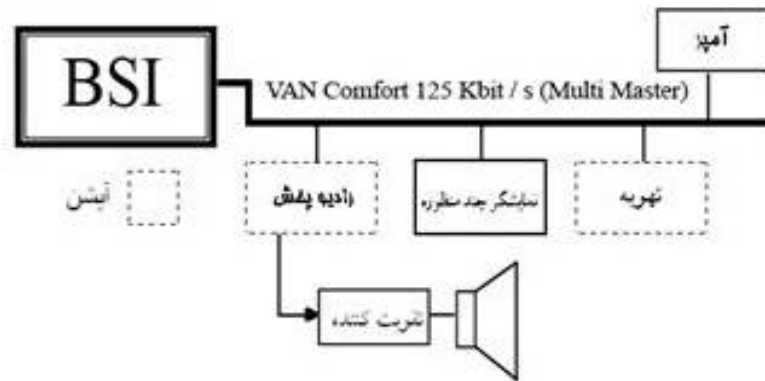 آمپر
BSI
VAN Comfort 125 Kbit / s (Multi Master)
آپشن
رادیو پخش
نمایشگر چند منظوره
تهویه
تقویت کننده